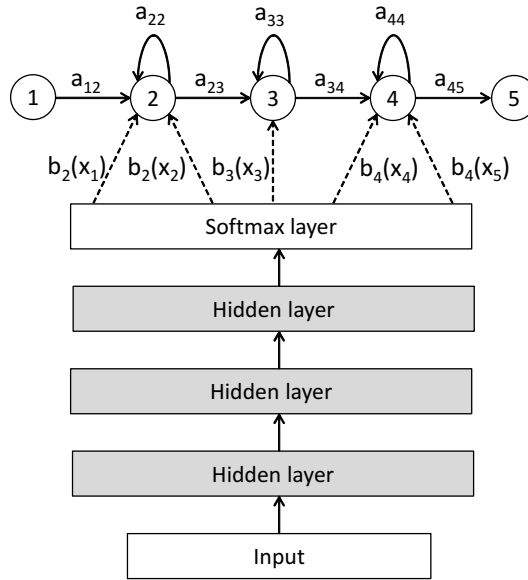 a₂₂ a₃₃ a₄₄
1 a₁₂ 2 a₂₃ 3 a₃₄ 4 a₄₅ 5
b₂(x₁) b₂(x₂) b₃(x₃) b₄(x₄) b₄(x₅)
Softmax layer
Hidden layer
Hidden layer
Hidden layer
Input